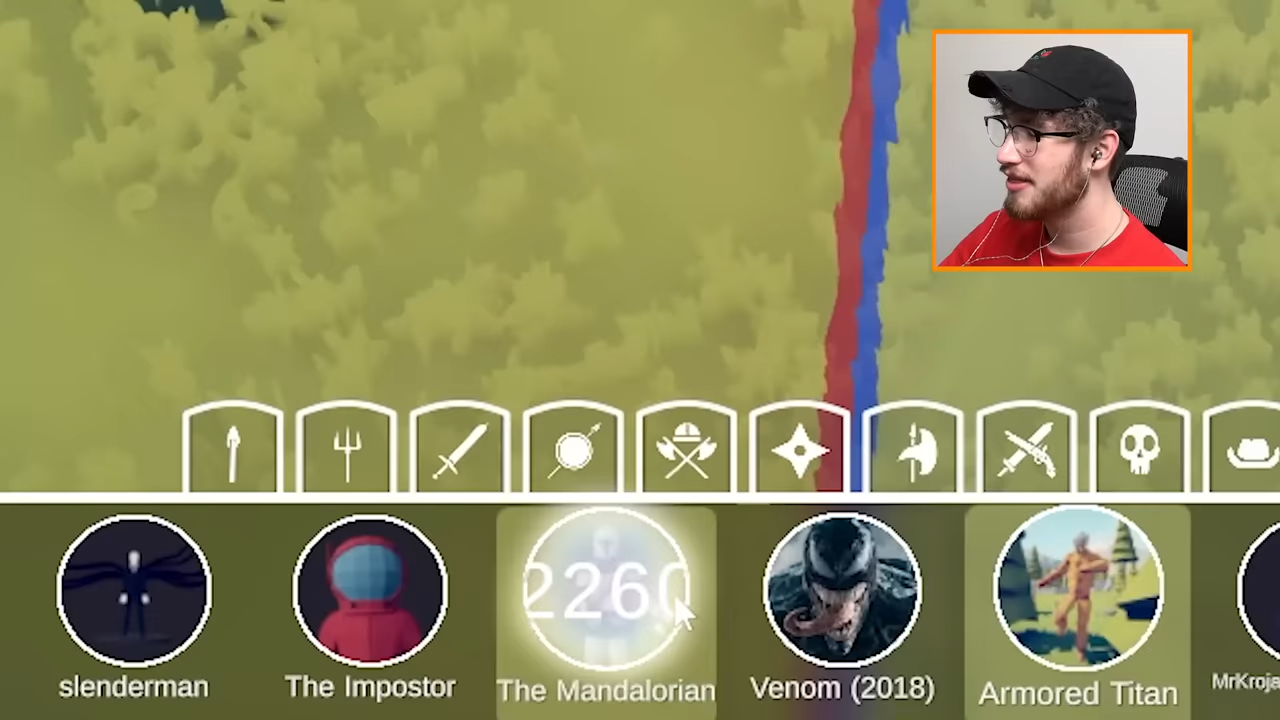 2260
slenderman
The Impostor
The Mandalorian
Venom (2018)
Armored Titan